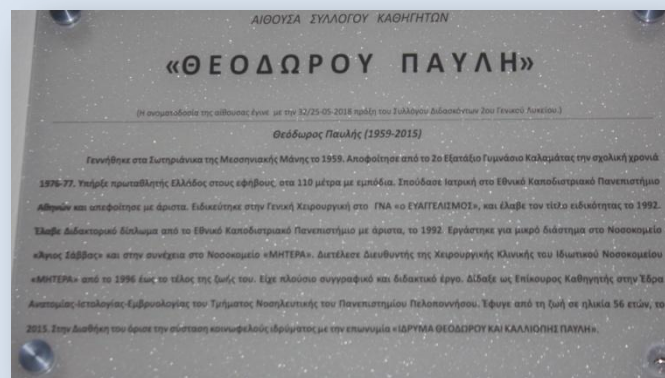 ΑΙΘΟΥΣΑ ΣΥΛΛΟΓΟΥ ΚΑΘΗΓΗΤΩΝ
«ΘΕΟΔΩΡΟΥ ΠΑΥΛΗ»
(Η ονοματοδοσία της αίθουσας έγινε με την 32/25-05-2018 πράξη του Συλλόγου Διδασκόντων 2ου Γενικού Λυκείου.)
Θεόδωρος Παυλής (1959-2015)
Γεννήθηκε στα Σωτηριάνικα της Μεσσηνιακής Μάνης το 1959. Αποφοίτησε από το 2ο Εξατάξιο Γυμνάσιο Καλαμάτας την σχολική χρονιά
1976-77. Υπήρξε πρωταθλητής Ελλάδος στους εφήβους, στα 110 μέτρα με εμπόδια. Σπούδασε Ιατρική στο Εθνικό Καποδιστριακό Πανεπιστήμιο
Αθηνών και απεφοίτησε με άριστα. Ειδικεύτηκε στην Γενική Χειρουργική στο ΓΝΑ «ο ΕΥΑΓΓΕΛΙΣΜΟΣ», και έλαβε τον τίτλο ειδικότητας το 1992.
Έλαβε Διδακτορικό δίπλωμα από το Εθνικό Καποδιστριακό Πανεπιστήμιο με άριστα, το 1992. Εργάστηκε για μικρό διάστημα στο Νοσοκομείο
«Άγιος Σάββας» και στην συνέχεια στο Νοσοκομείο «ΜΗΤΕΡΑ». Διετέλεσε Διευθυντής της Χειρουργικής Κλινικής του Ιδιωτικού Νοσοκομείου
«ΜΗΤΕΡΑ» από το 1996 έως το τέλος της ζωής του. Είχε πλούσιο συγγραφικό και διδακτικό έργο. Δίδαξε ως Επίκουρος Καθηγητής στην Έδρα
Ανατομίας-Ιστολογίας-Εμβρυολογίας του Τμήματος Νοσηλευτικής του Πανεπιστημίου Πελοποννήσου. Έφυγε από τη ζωή σε ηλικία 56 ετών, το
2015. Στην Διαθήκη του όρισε την σύσταση κοινωφελούς ιδρύματος με την επωνυμία «ΙΔΡΥΜΑ ΘΕΟΔΩΡΟΥ ΚΑΙ ΚΑΛΛΙΟΠΗΣ ΠΑΥΛΗ».